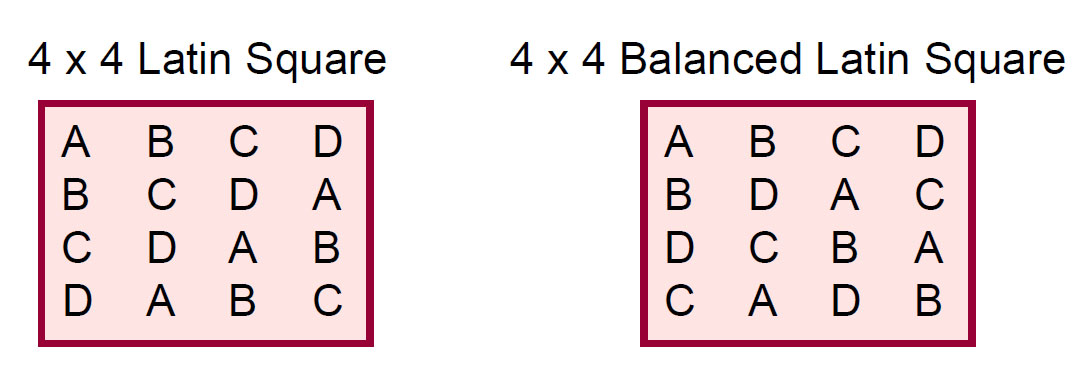 4 x 4 Latin Square
A B C D
B C D A
C D A B
D A B C
4 x 4 Balanced Latin Square
A B C D
B D A C
D C B A
C A D B